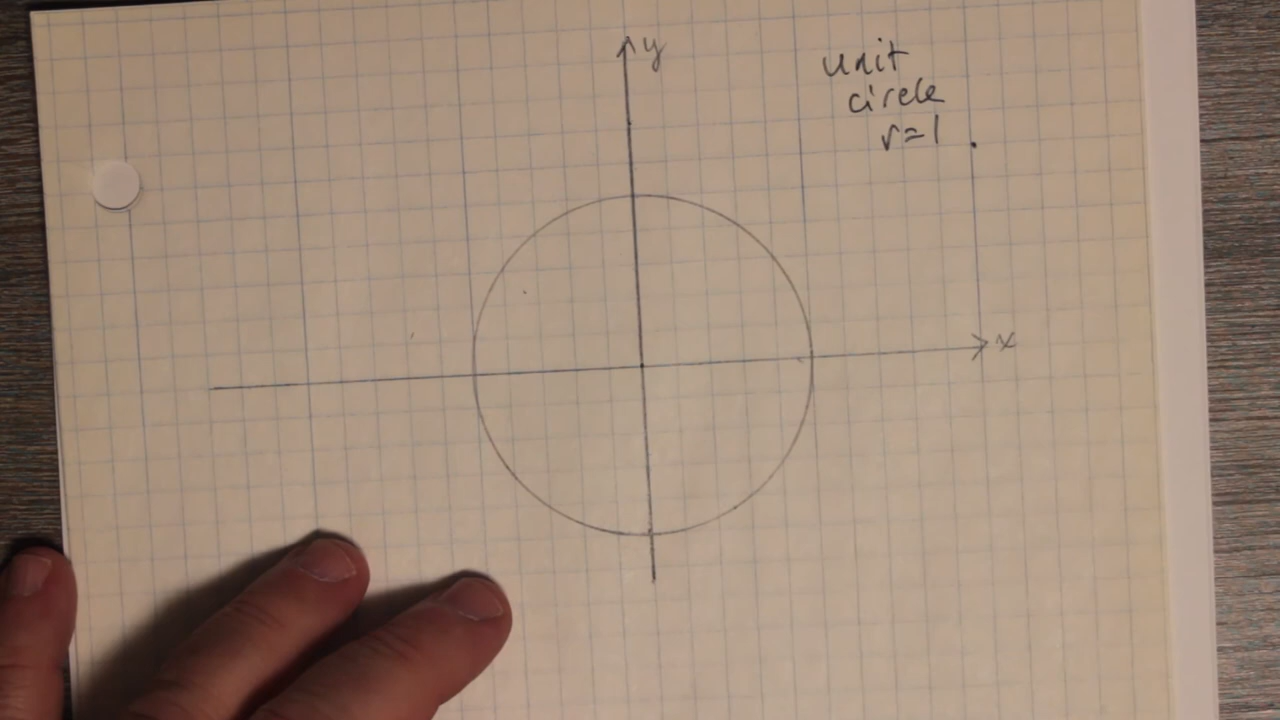 y
unit
circle
r=1
x